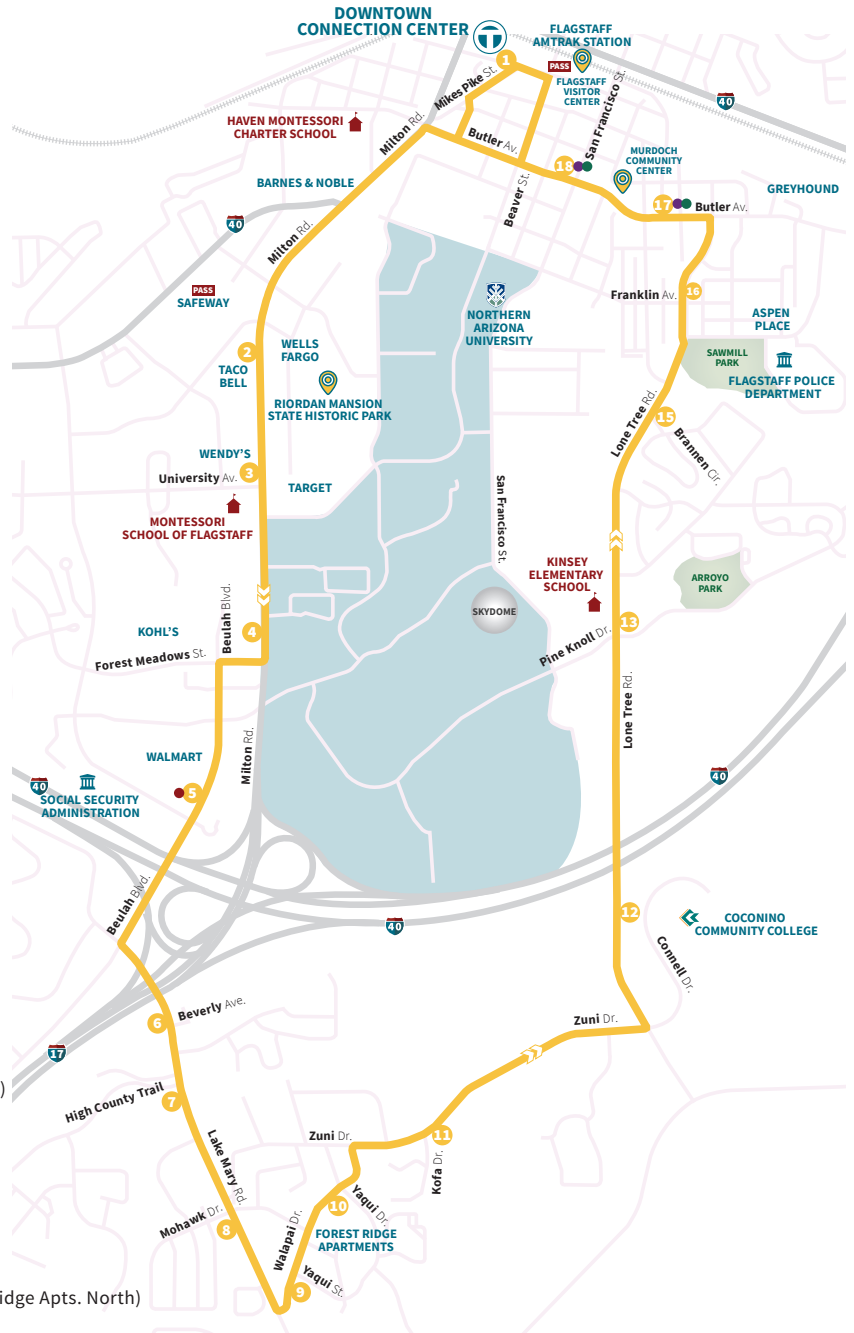 DOWNTOWN
CONNECTION CENTER
1
FLAGSTAFF
AMTRAK STATION
PASS
FLAGSTAFF
VISITOR
CENTER
San Francisco St.
40
Mikes Pike St.
HAVEN MONTESSORI
CHARTER SCHOOL
Milton Rd.
Butler Av.
18
MURDOCH
COMMUNITY
CENTER
BARNES & NOBLE
Beaver St.
17
Butler Av.
GREYHOUND
40
Milton Rd.
PASS
SAFEWAY
NORTHERN
ARIZONA
UNIVERSITY
Franklin Av.
16
ASPEN
PLACE
2
TACO
BELL
WELLS
FARGO
RIORDAN MANSION
STATE HISTORIC PARK
SAWMILL
PARK
FLAGSTAFF POLICE
DEPARTMENT
Lone Tree Rd.
15
Brannen Cir.
WENDY'S
3
University Av.
TARGET
MONTESSORI
SCHOOL OF FLAGSTAFF
San Francisco St.
KINSEY
ELEMENTARY
SCHOOL
ARROYO
PARK
Beulah Blvd.
SKYDOME
KOHL'S
4
13
Pine Knoll Dr.
Forest Meadows St.
Lone Tree Rd.
Milton Rd.
WALMART
40
40
5
SOCIAL SECURITY
ADMINISTRATION
Beulah Blvd.
40
12
COCONINO
COMMUNITY COLLEGE
Connell Dr.
6
Beverly Ave.
Zuni Dr.
17
)
High County Trail
7
Lake Mary Rd.
Zuni Dr.
11
Kofa Dr.
Mohawk Dr.
8
Walapai Dr.
10
Yaqui Dr.
FOREST RIDGE
APARTMENTS
9
Yaqui St.
idge Apts. North)